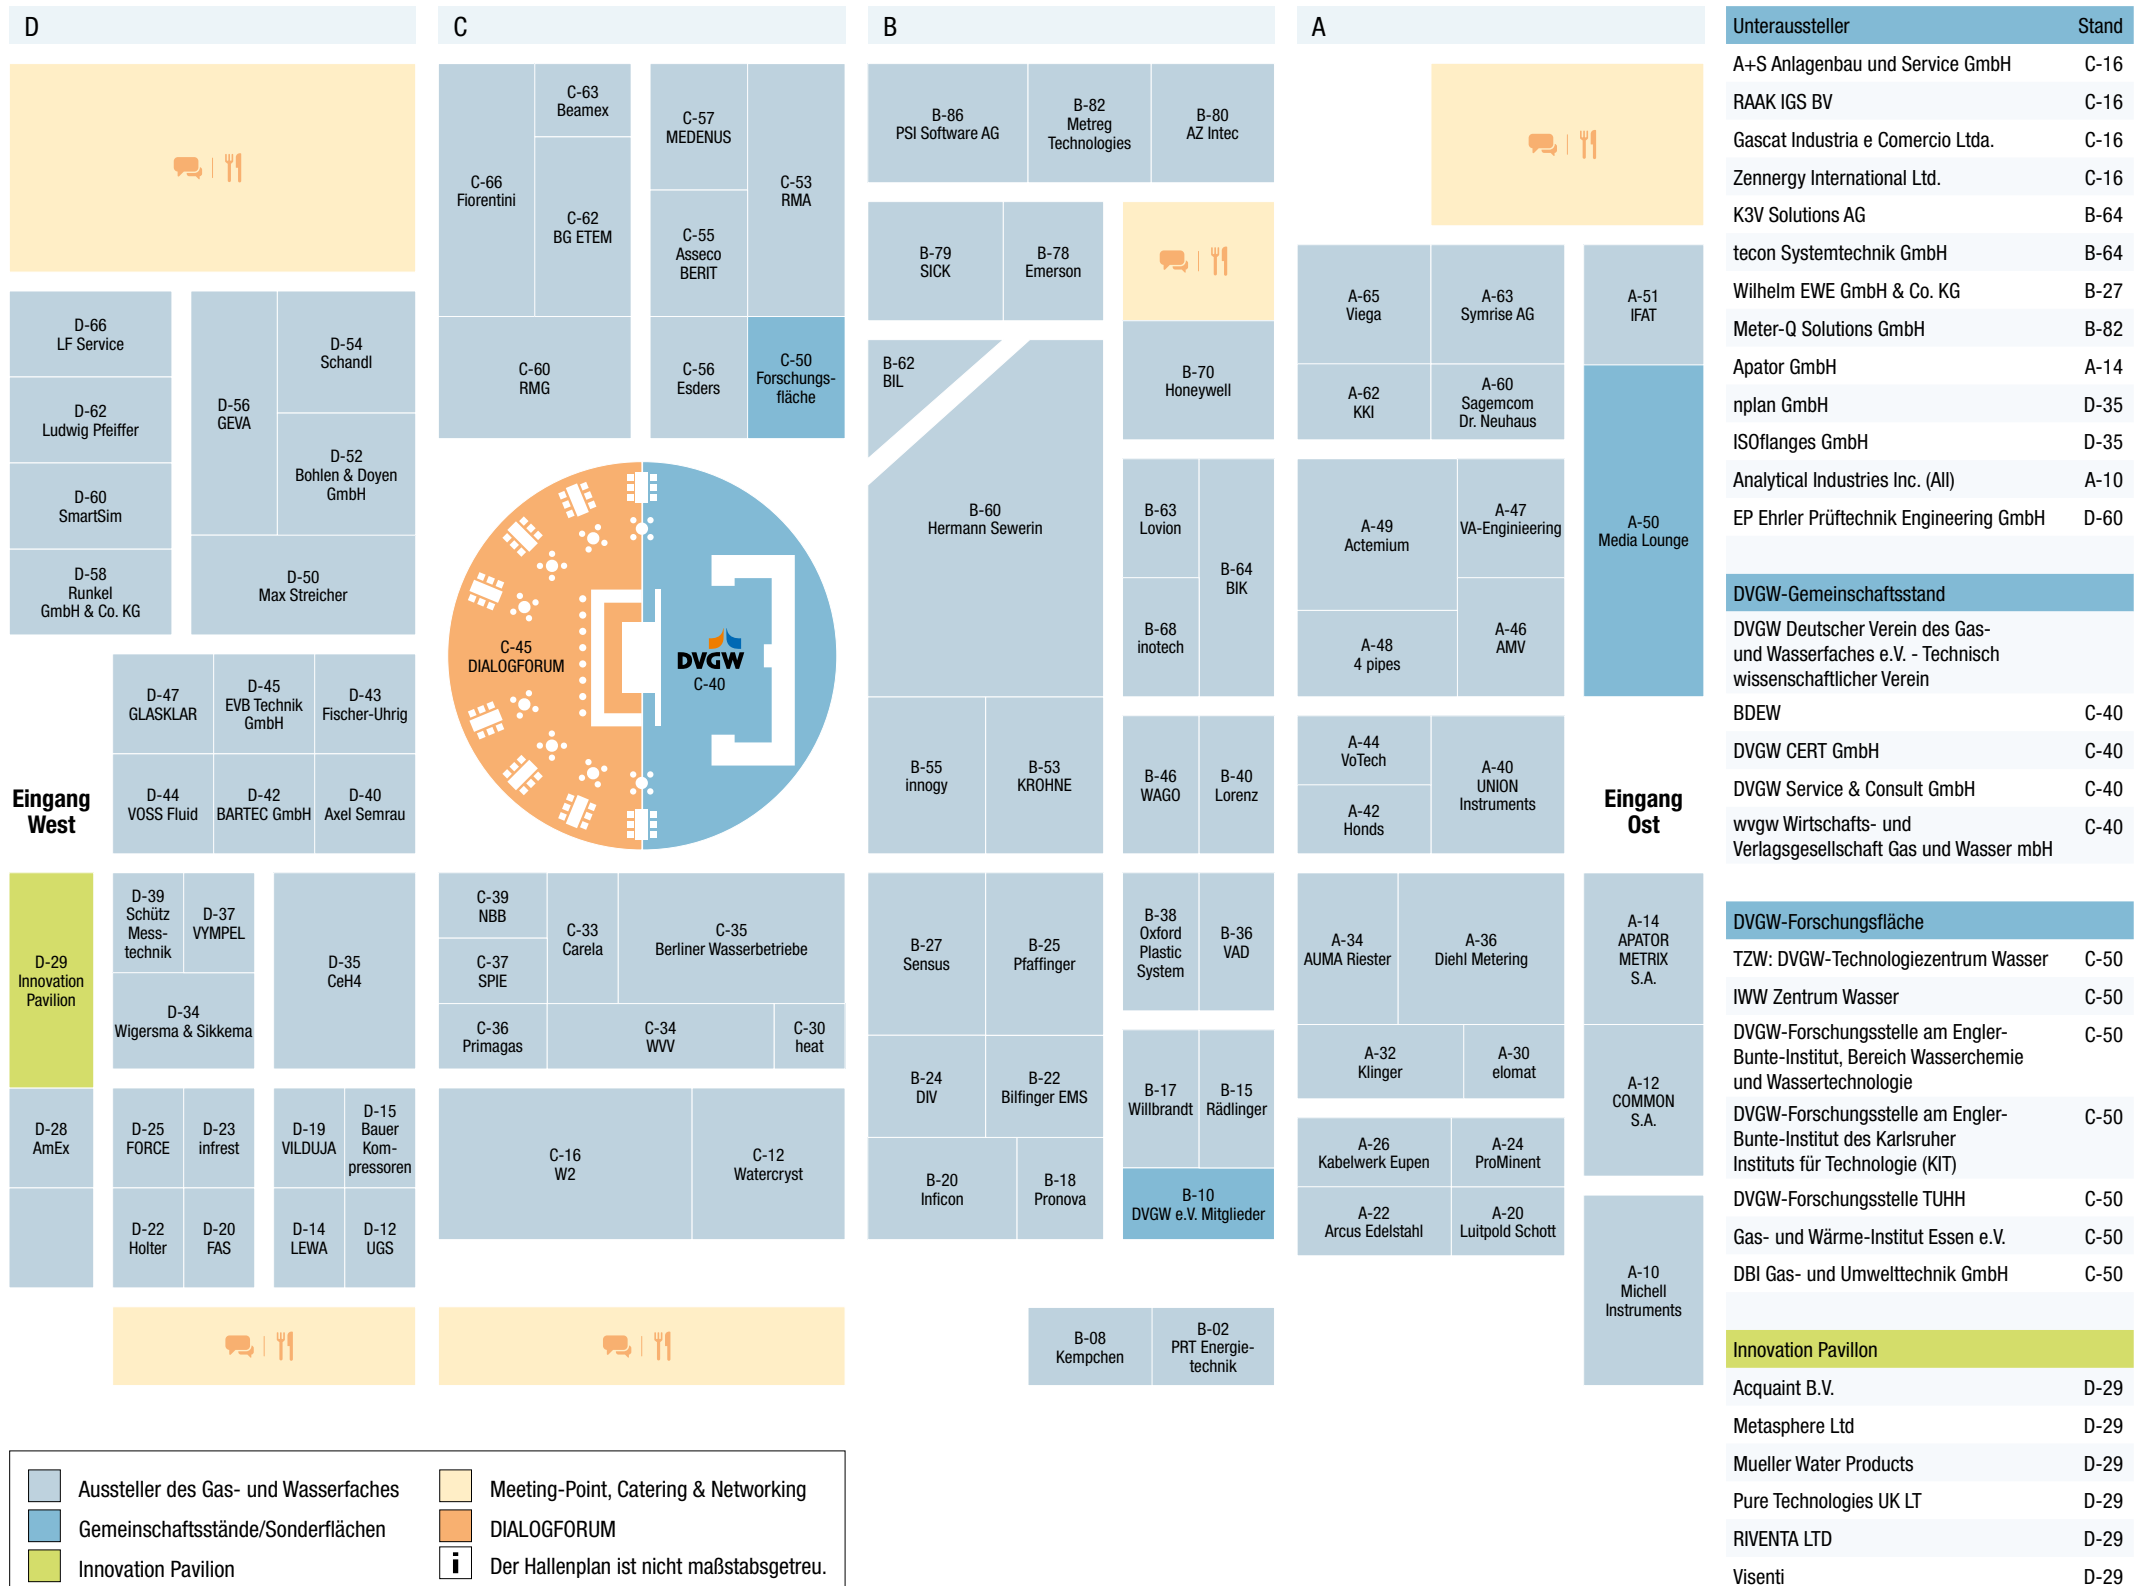 D
C
B
A
D-66
LF Service
D-62
Ludwig Pfeiffer
D-60
SmartSim
D-58
Runkel
GmbH & Co. KG
D-56
GEVA
D-54
Schandl
D-52
Bohlen & Doyen
GmbH
D-50
Max Streicher
D-47
GLASKLAR
D-45
EVB Technik
GmbH
D-43
Fischer-Uhrig
D-44
VOSS Fluid
D-42
BARTEC GmbH
D-40
Axel Semrau
Eingang
West
D-29
Innovation
Pavilion
D-39
Schütz
Mess-
technik
D-37
VYMPEL
D-34
Wigersma & Sikkema
D-35
CeH4
D-28
AmEx
D-25
FORCE
D-23
infrest
D-22
Holter
D-20
FAS
D-19
VILDUJA
D-15
Bauer
Kom-
pressoren
D-14
LEWA
D-12
UGS
C-66
Fiorentini
C-63
Beamex
C-62
BG ETEM
C-60
RMG
C-57
MEDENUS
C-55
Asseco
BERIT
C-53
RMA
C-56
Esders
C-50
Forschungs-
fläche
C-45
DIALOGFORUM
DVGW
C-40
C-39
NBB
C-37
SPIE
C-36
Primagas
C-33
Carela
C-35
Berliner Wasserbetriebe
C-34
WVV
C-30
heat
C-16
W2
C-12
Watercryst
B-86
PSI Software AG
B-82
Metreg
Technologies
B-80
AZ Intec
B-79
SICK
B-78
Emerson
B-62
BIL
B-60
Hermann Sewerin
B-70
Honeywell
B-63
Lovion
B-64
BIK
B-68
inotech
B-55
innogy
B-53
KROHNE
B-46
WAGO
B-40
Lorenz
B-27
Sensus
B-25
Pfaffinger
B-38
Oxford
Plastic
System
B-36
VAD
B-24
DIV
B-22
Bilfinger EMS
B-20
Inficon
B-18
Pronova
B-17
Willbrandt
B-15
Rädlinger
B-10
DVGW e.V. Mitglieder
B-08
Kempchen
B-02
PRT Energie-
technik
A-65
Viega
A-63
Symrise AG
A-62
KKI
A-60
Sagemcom
Dr. Neuhaus
A-51
IFAT
A-50
Media Lounge
A-49
Actemium
A-47
VA-Enginieering
A-48
4 pipes
A-46
AMV
A-44
VoTech
A-42
Honds
A-40
UNION
Instruments
Eingang
Ost
A-34
AUMA Riester
A-36
Diehl Metering
A-32
Klinger
A-30
elomat
A-14
APATOR
METRIX
S.A.
A-12
COMMON
S.A.
A-26
Kabelwerk Eupen
A-24
ProMinent
A-22
Arcus Edelstahl
A-20
Luitpold Schott
A-10
Michell
Instruments
Unteraussteller Stand
A+S Anlagenbau und Service GmbH C-16
RAAK IGS BV C-16
Gascat Industria e Comercio Ltda. C-16
Zennergy International Ltd. C-16
K3V Solutions AG B-64
tecon Systemtechnik GmbH B-64
Wilhelm EWE GmbH & Co. KG B-27
Meter-Q Solutions GmbH B-82
Apator GmbH A-14
nplan GmbH D-35
ISOflanges GmbH D-35
Analytical Industries Inc. (All) A-10
EP Ehrler Prüftechnik Engineering GmbH D-60
DVGW-Gemeinschaftsstand
DVGW Deutscher Verein des Gas-
und Wasserfaches e.V. - Technisch
wissenschaftlicher Verein
BDEW C-40
DVGW CERT GmbH C-40
DVGW Service & Consult GmbH C-40
wvgw Wirtschafts- und C-40
Verlagsgesellschaft Gas und Wasser mbH
DVGW-Forschungsfläche
TZW: DVGW-Technologiezentrum Wasser C-50
IWW Zentrum Wasser C-50
DVGW-Forschungsstelle am Engler- C-50
Bunte-Institut, Bereich Wasserchemie
und Wassertechnologie
DVGW-Forschungsstelle am Engler- C-50
Bunte-Institut des Karlsruher
Instituts für Technologie (KIT)
DVGW-Forschungsstelle TUHH C-50
Gas- und Wärme-Institut Essen e.V. C-50
DBI Gas- und Umwelttechnik GmbH C-50
Innovation Pavillon
Acquaint B.V. D-29
Metasphere Ltd D-29
Mueller Water Products D-29
Pure Technologies UK LT D-29
RIVENTA LTD D-29
Visenti D-29
Aussteller des Gas- und Wasserfaches
Gemeinschaftsstände/Sonderflächen
Innovation Pavilion
Meeting-Point, Catering & Networking
DIALOGFORUM
i Der Hallenplan ist nicht maßstabsgetreu.